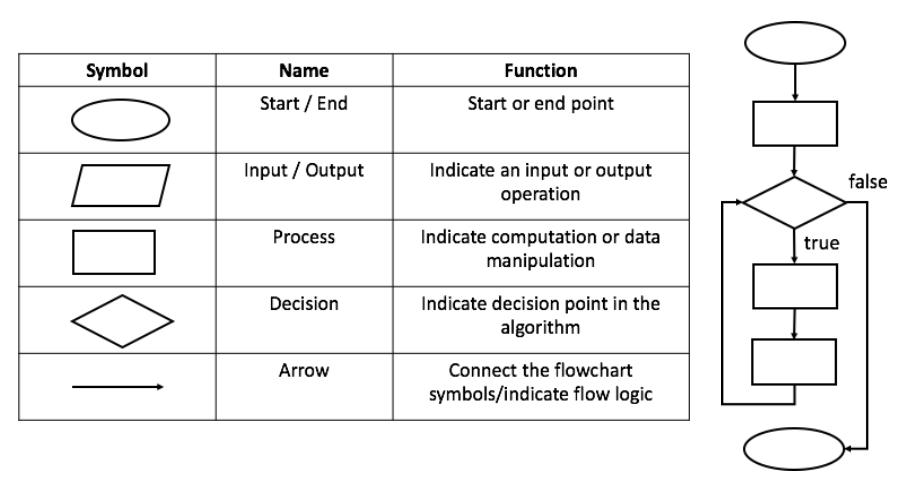 Symbol
Name
Function
Start / End
Start or end point
Input / Output
Indicate an input or output
operation
Process
Indicate computation or data
manipulation
Decision
Indicate decision point in the
algorithm
Arrow
Connect the flowchart
symbols/indicate flow logic
false
true